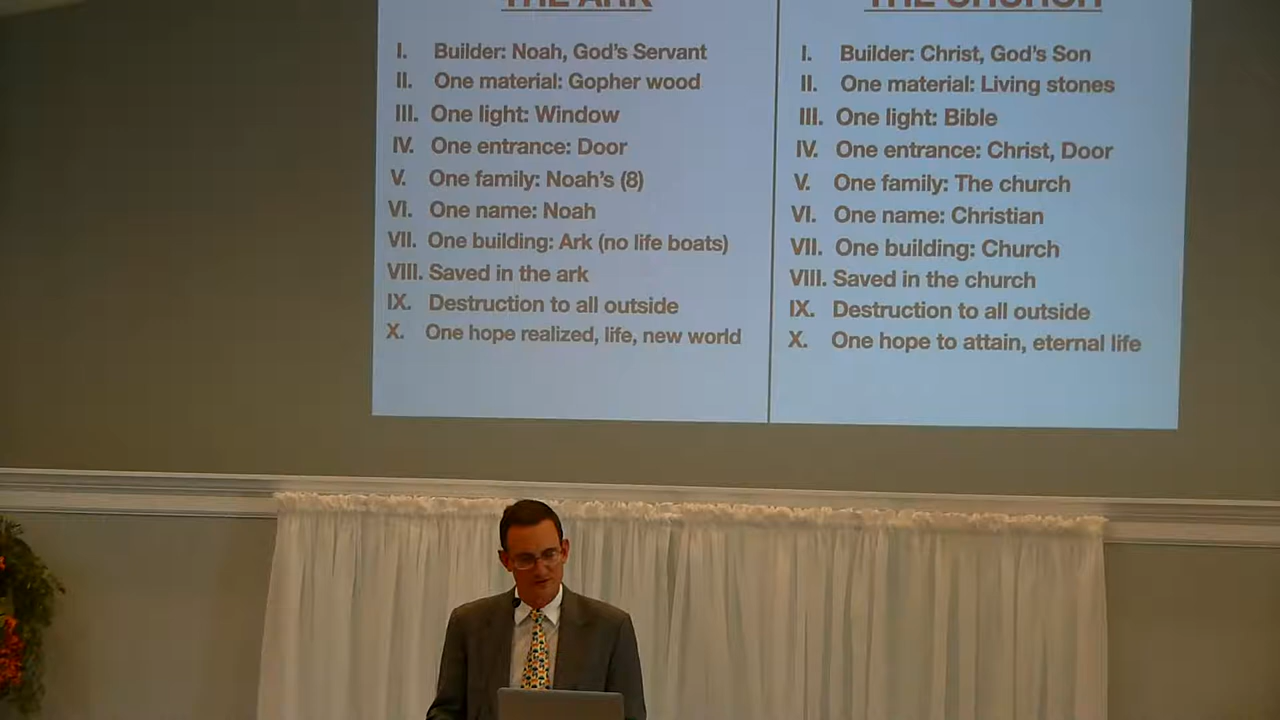 THE ARK
I. Builder: Noah, God's Servant
II. One material: Gopher wood
III. One light: Window
IV. One entrance: Door
V. One family: Noah's (8)
VI. One name: Noah
VII. One building: Ark (no life boats)
VIII. Saved in the ark
IX. Destruction to all outside
X. One hope realized, life, new world
THE CHURCH
I. Builder: Christ, God's Son
II. One material: Living stones
III. One light: Bible
IV. One entrance: Christ, Door
V. One family: The church
VI. One name: Christian
VII. One building: Church
VIII. Saved in the church
IX. Destruction to all outside
X. One hope to attain, eternal life